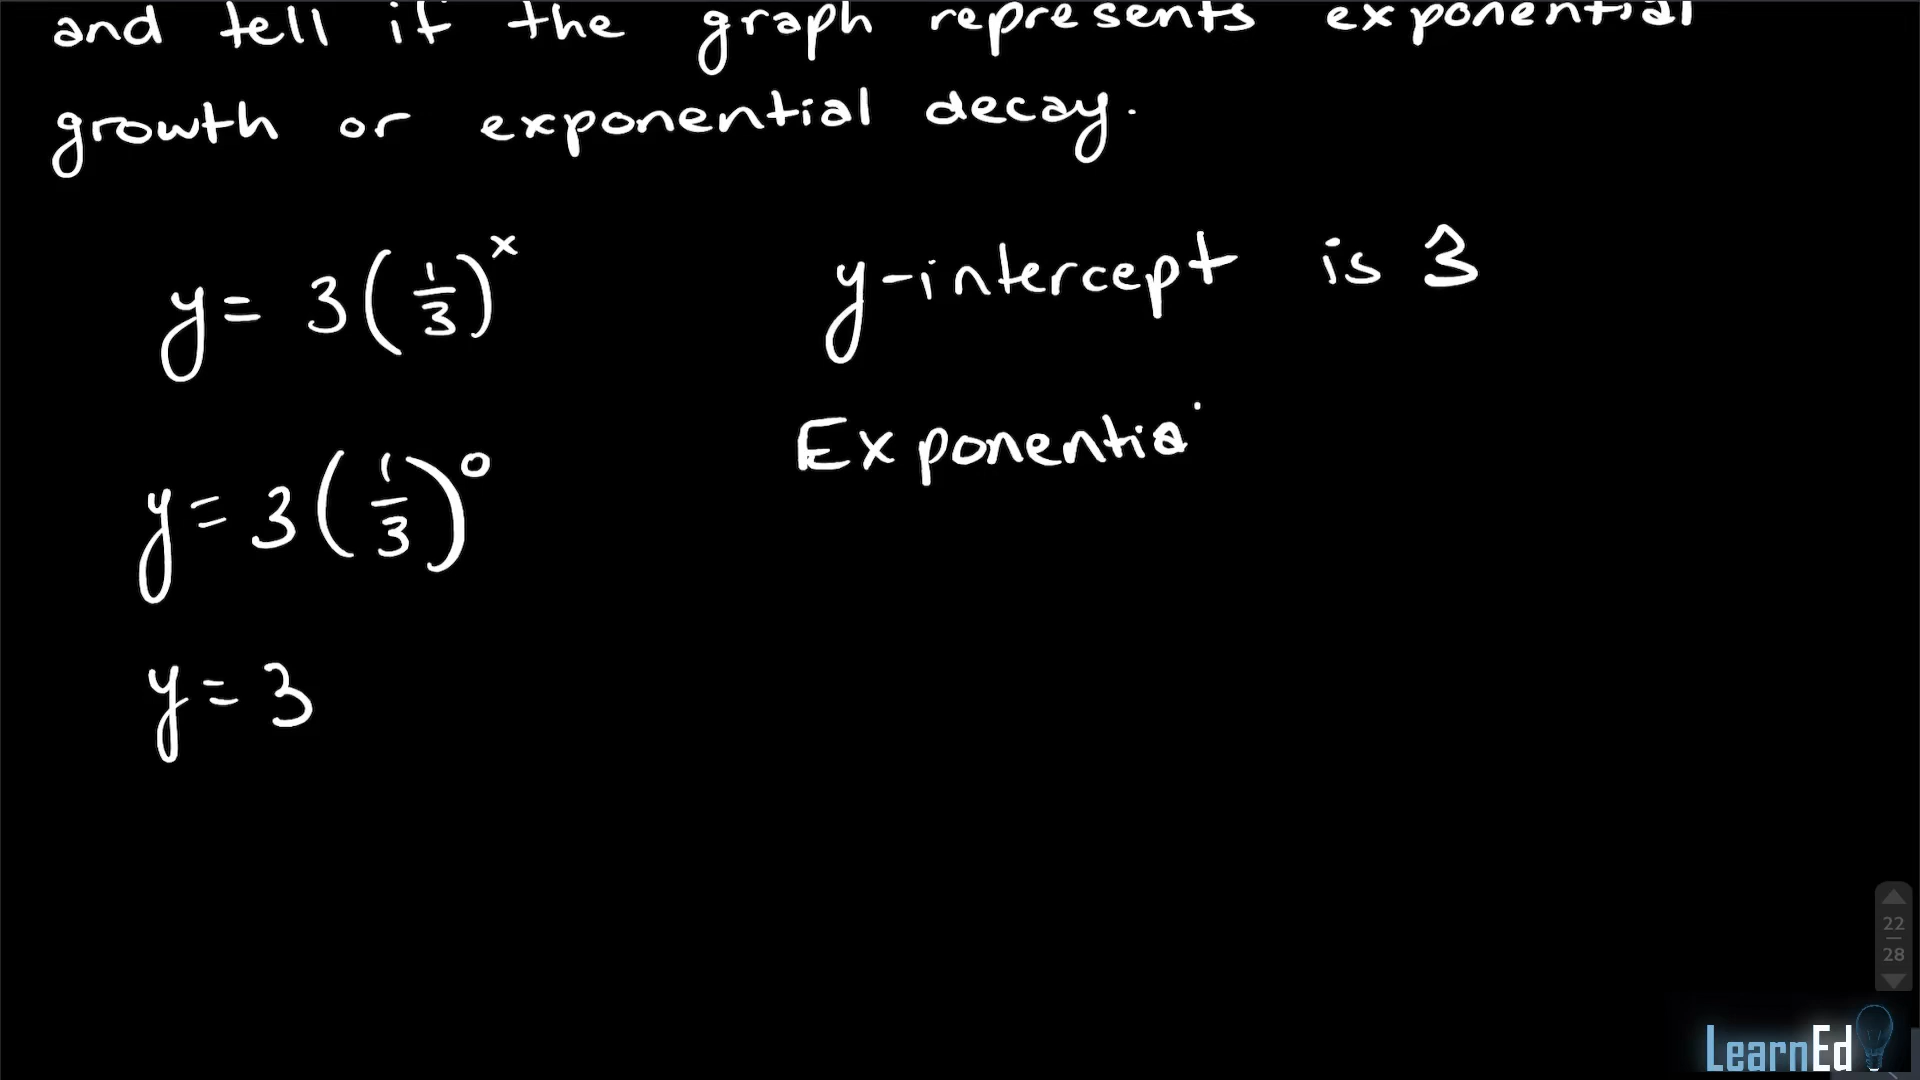 and tell if the graph represents exponential
growth or exponential decay.
y = 3(1/3)^x
y-intercept is 3
Exponentia
y = 3(1/3)^0
y = 3
22
28
LearnEd